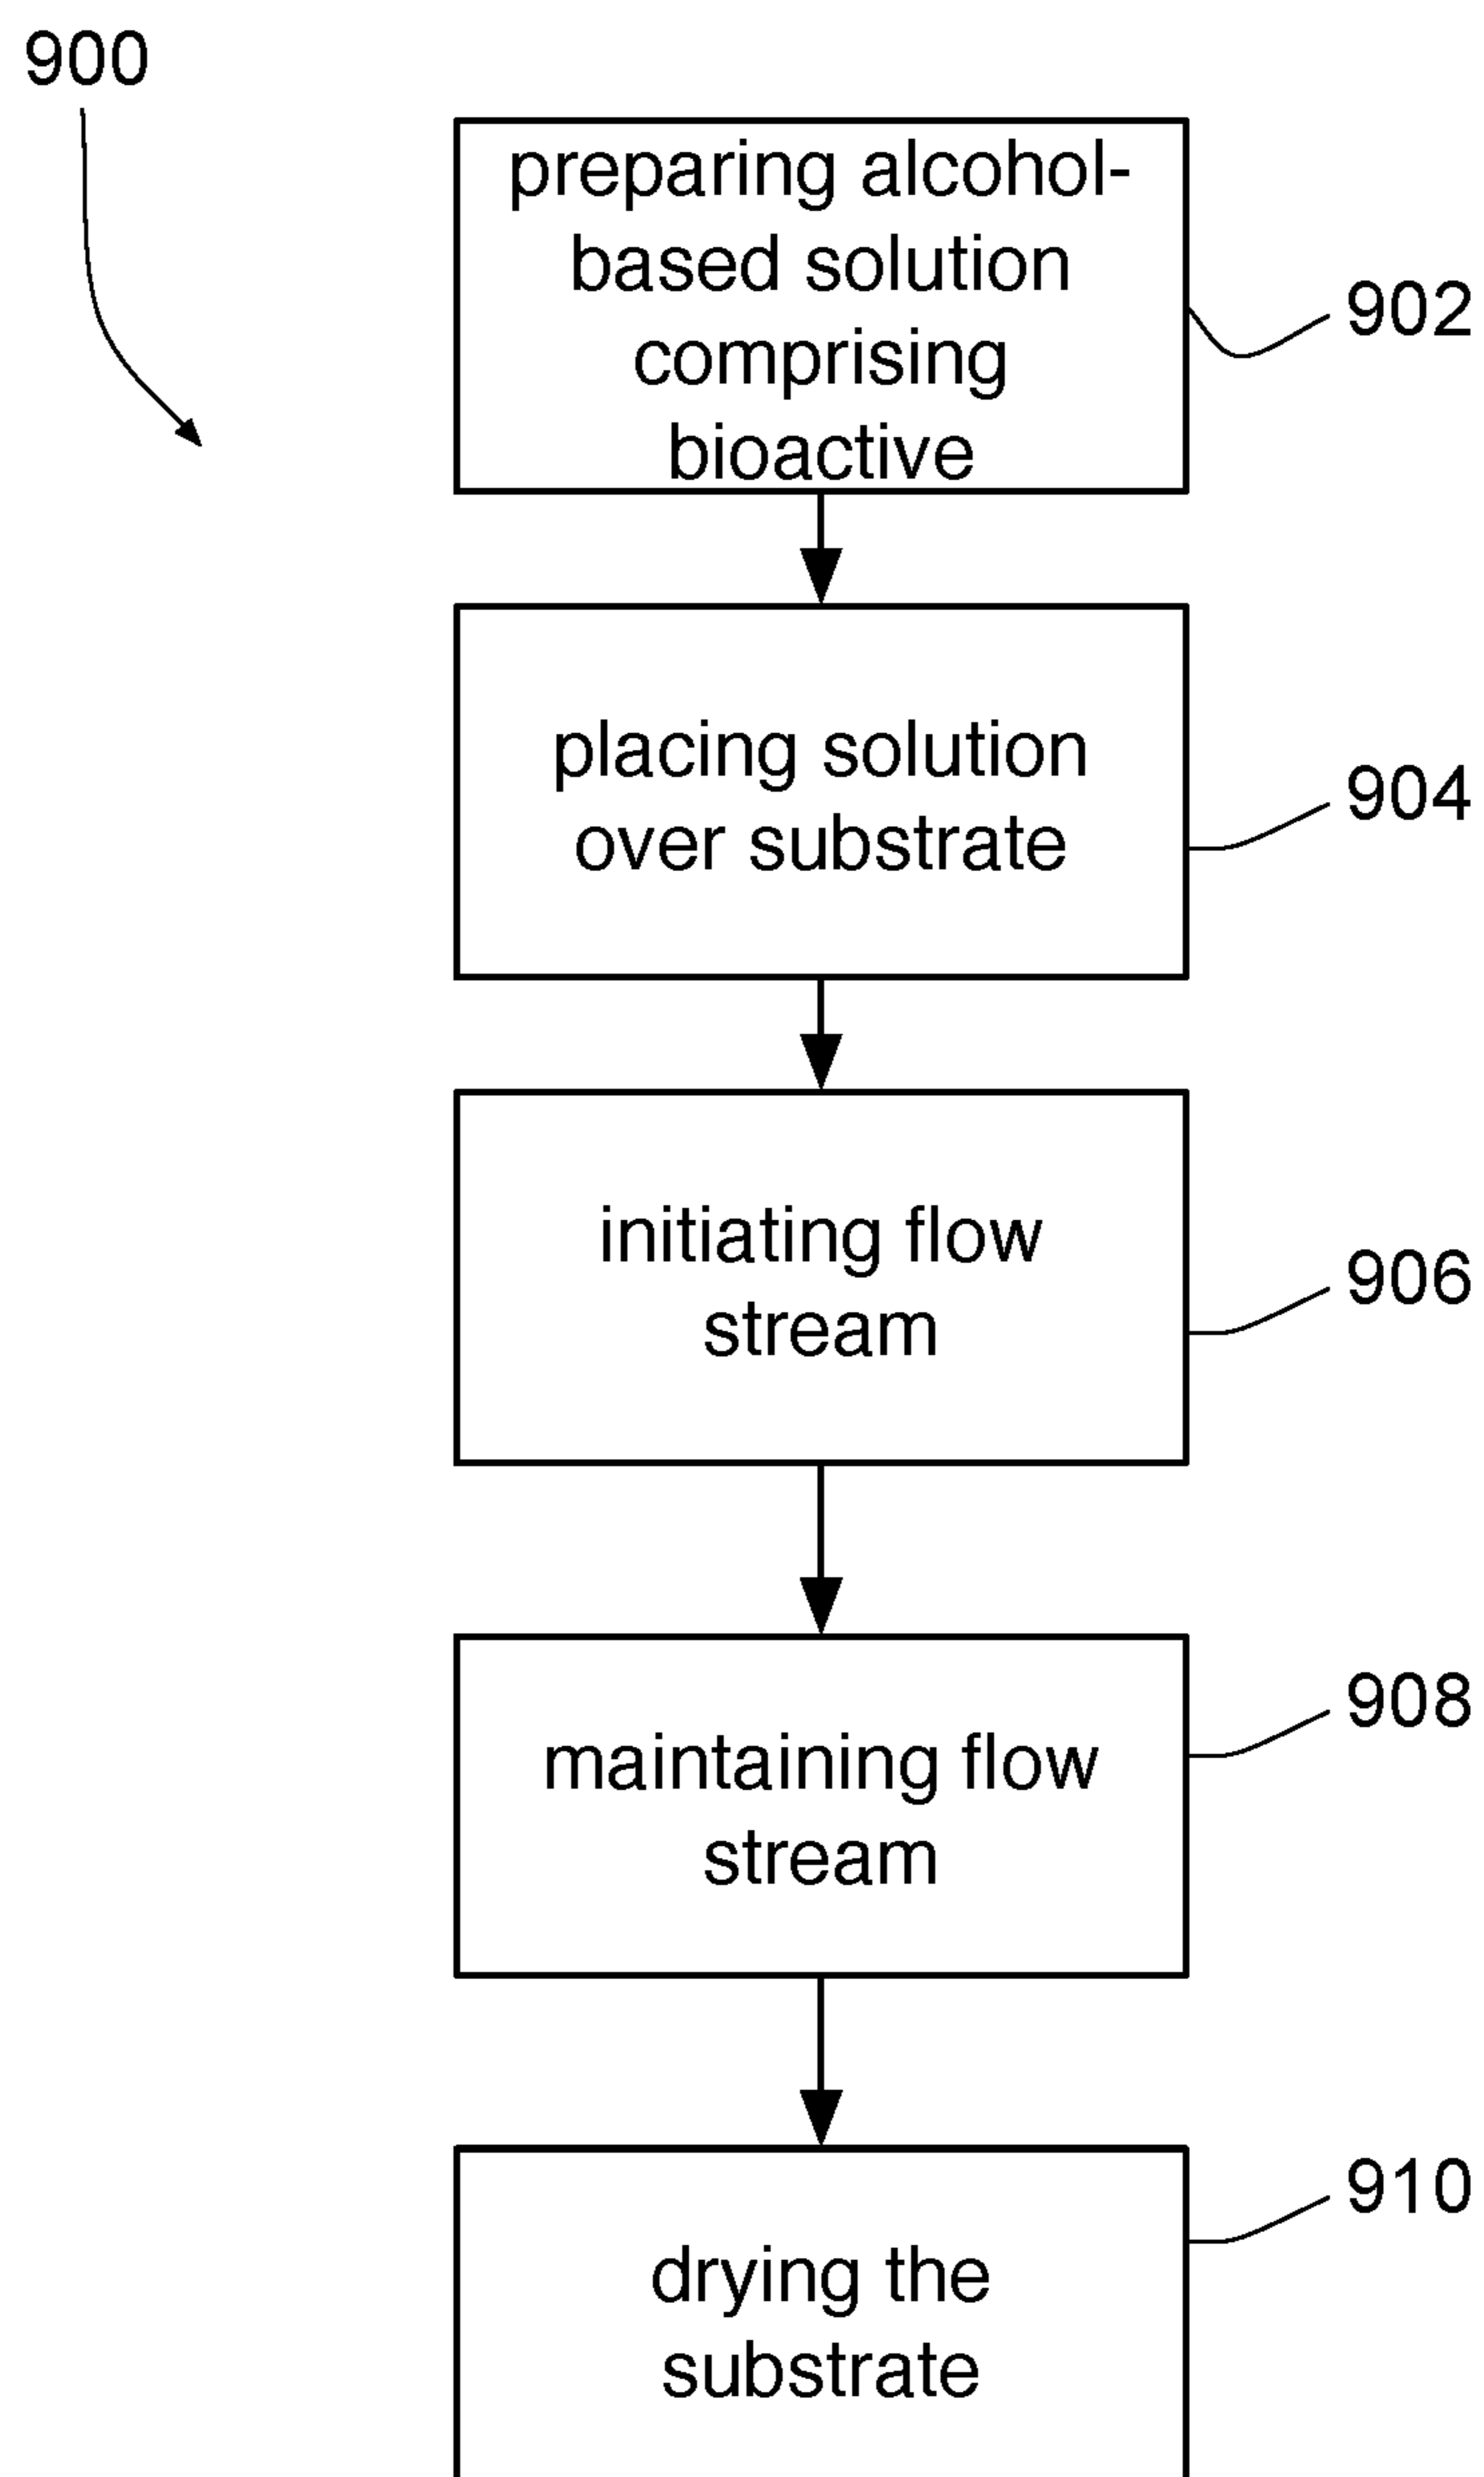 900
preparing alcohol-
based solution
comprising
bioactive
902
placing solution
over substrate
904
initiating flow
stream
906
maintaining flow
stream
908
drying the
substrate
910